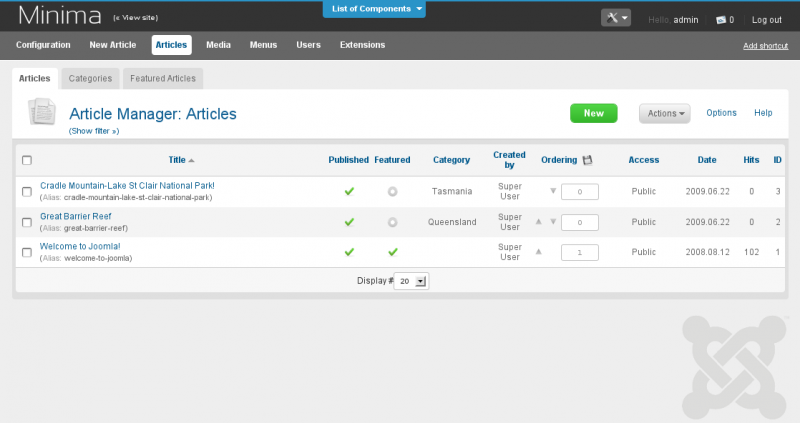 List of Components
Minima (« View site) Hello, admin 0 Log out
Configuration New Article Articles Media Menus Users Extensions Add shortcut
Articles Categories Featured Articles
Article Manager: Articles New Actions Options Help
(Show filter »)
Title Published Featured Category Created by Ordering Access Date Hits ID
Cradle Mountain-Lake St Clair National Park! Tasmania Super User 0 Public 2009.06.22 0 3
(Alias: cradle-mountain-lake-st-clair-national-park)
Great Barrier Reef Queensland Super User 0 Public 2009.06.22 0 2
(Alias: great-barrier-reef)
Welcome to Joomla! Super User 1 Public 2008.08.12 102 1
(Alias: welcome-to-joomla)
Display # 20